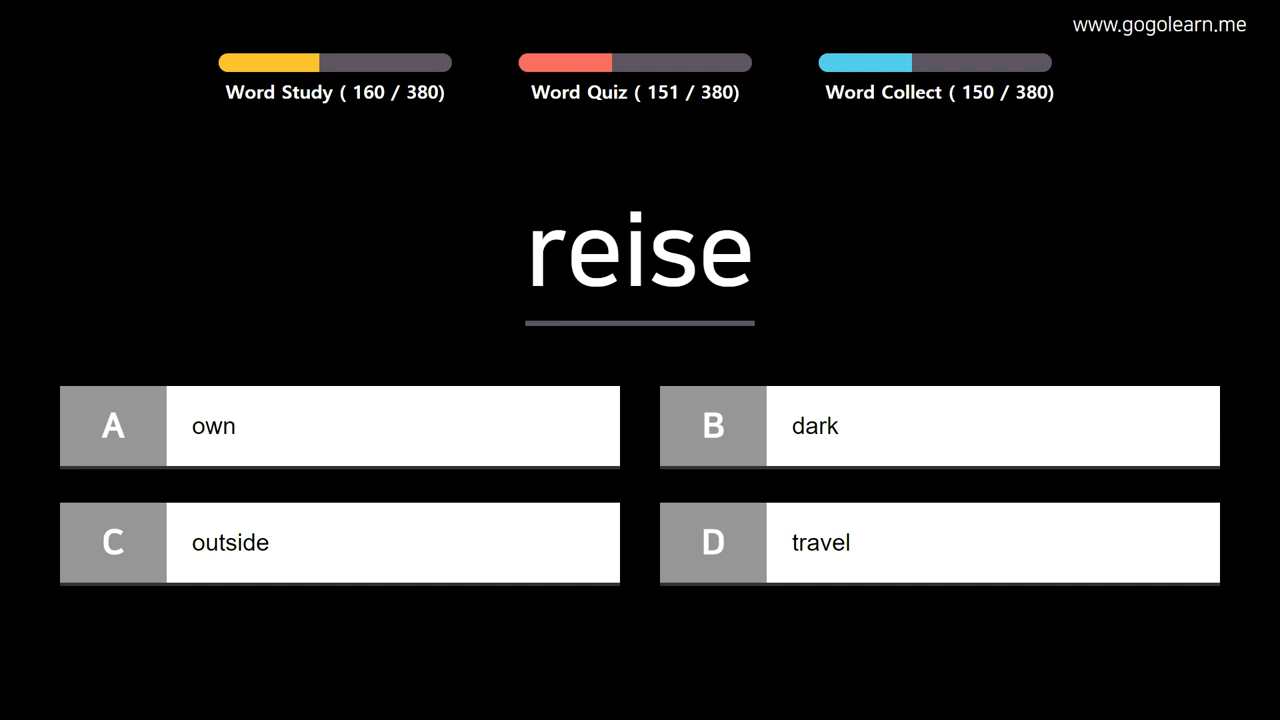 www.gogolearn.me
Word Study ( 160 / 380)
Word Quiz ( 151 / 380)
Word Collect ( 150 / 380)
reise
A own
B dark
C outside
D travel